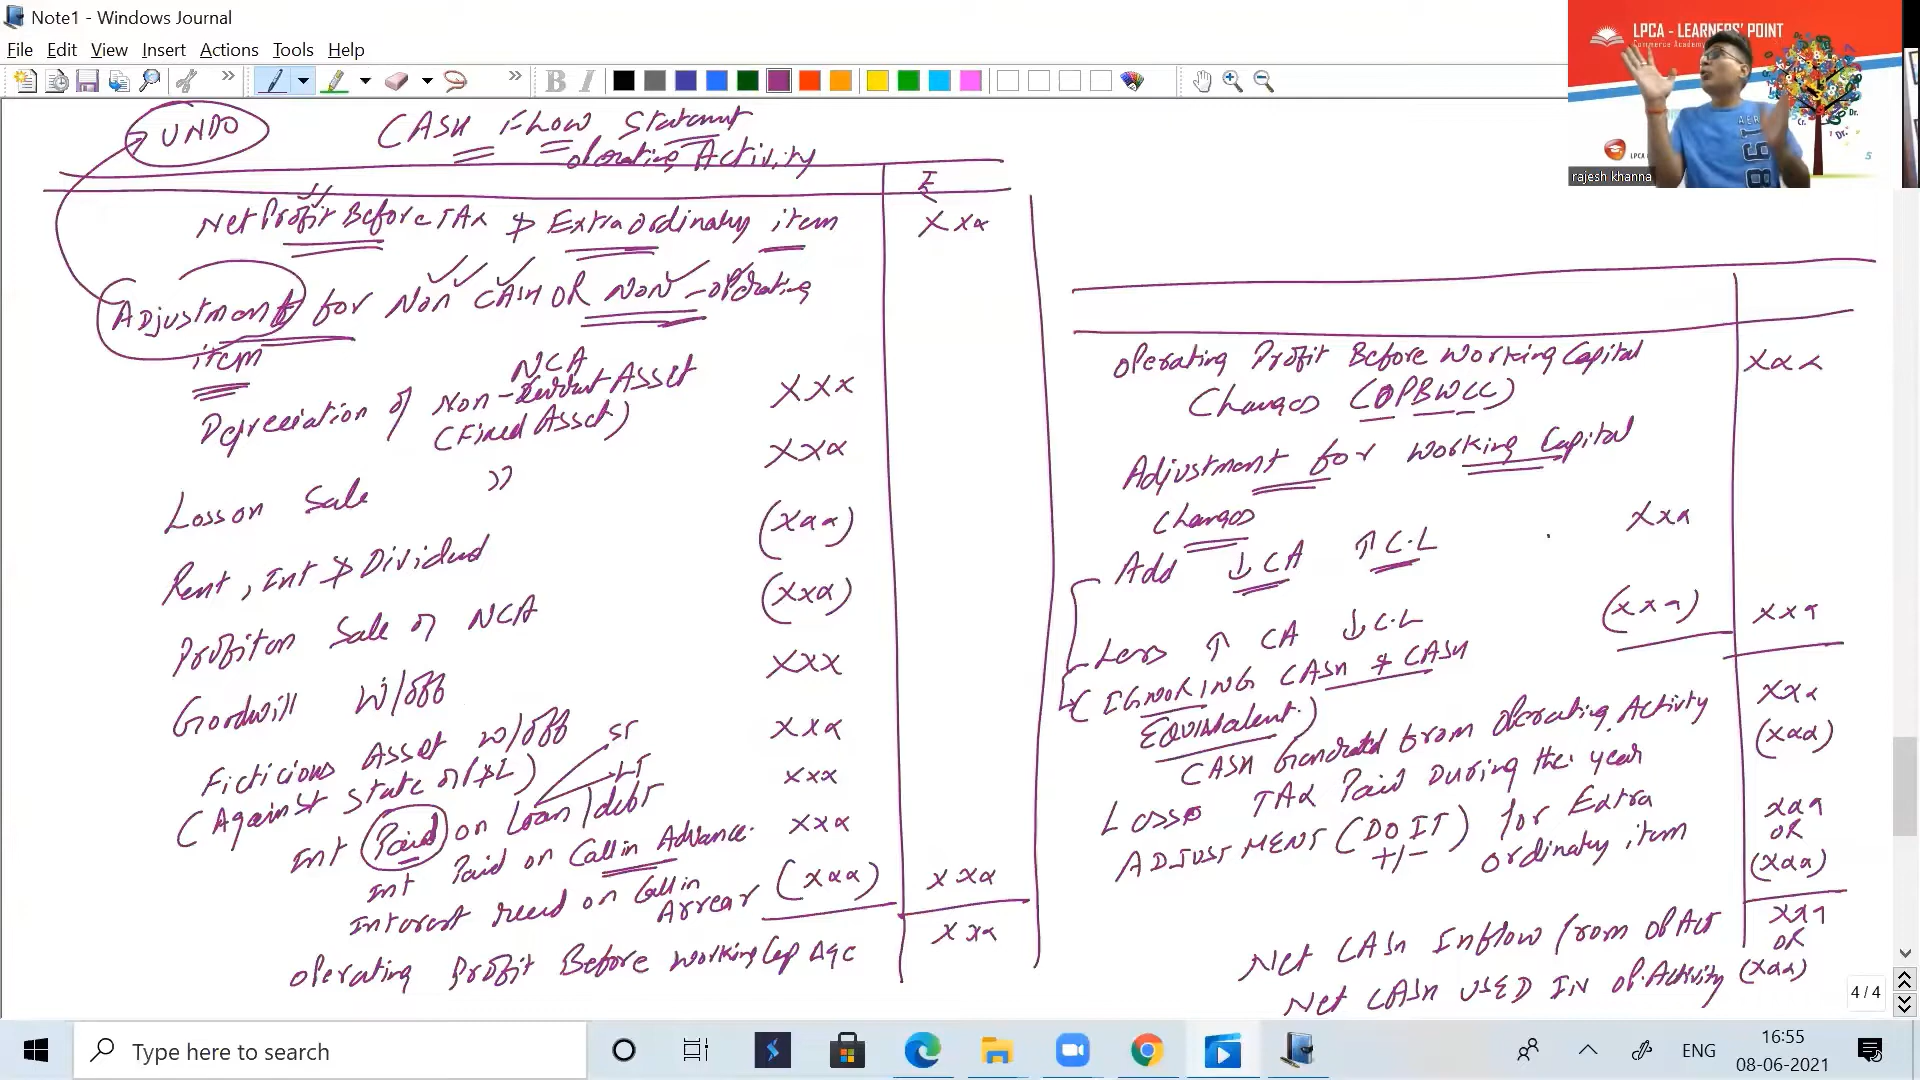 Note1 - Windows Journal
File Edit View Insert Actions Tools Help
LPCA - LEARNERS' POINT
rajesh khanna
UNDO
CASH Flow Statement
operating Activity
₹
Net Profit Before TAX & Extraordinary item
XXX
Adjustment for Non CASH OR Non-operating
item
NCA
Depreciation of Non-Current Asset
(Fixed Asset)
XXX
Loss on Sale "
XXX
Rent, Int & Dividend
(XXX)
Profit on Sale of NCA
(XXX)
Goodwill W/off
XXX
Ficticious Asset W/off
XXX
(Against State of P&L)
ST
LT
Int Paid on Loan/debt
XXX
Int Paid on Call in Advance
XXX
Interest on Call in
Arrear
(XXX) XXX
Operating Profit Before Working Cap
XXX
Operating Profit Before Working Capital
Changes (OPBWCC)
XXX
Adjustment for Working Capital
Changes
Add ↓ CA ↑ C.L
XXX
Less ↑ CA ↓ C.L
(XXX) XXX
(IGNORING CASH & CASH
EQUIValent.)
CASH Generated from Operating Activity
XXX
Less TAX Paid During the year
(XXX)
ADJUSTMENT (DO IT) for Extra
+/- ordinary item
XXX
OR
(XXX)
Net CASH Inflow from Op Act
XXX
OR
Net CASH USED IN Op. Activity (XXX)
4 / 4
Type here to search
ENG
16:55
08-06-2021